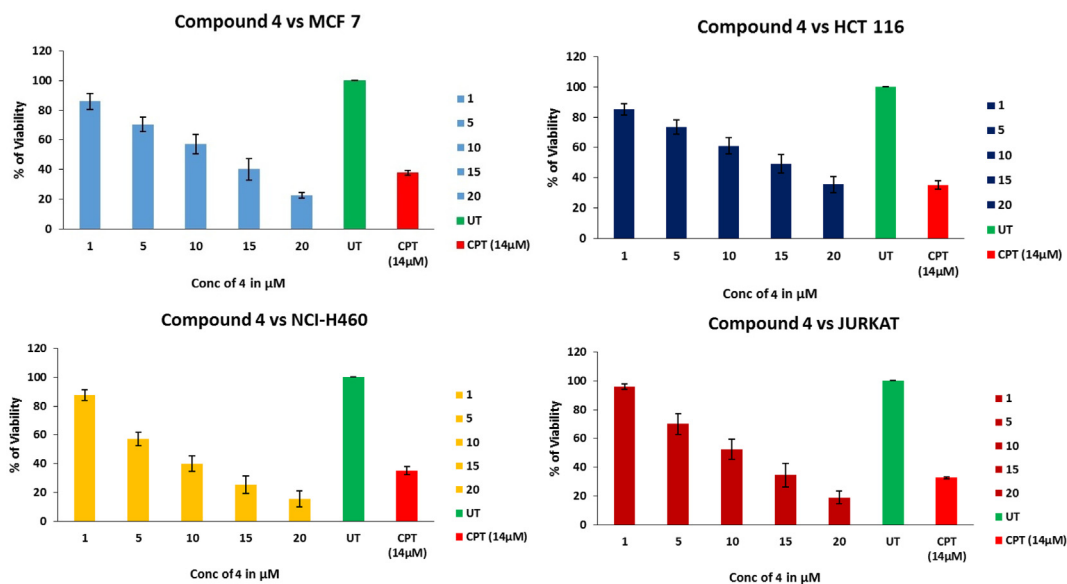 Compound 4 vs MCF 7
% of Viability
120
100
80
60
40
20
0
1 5 10 15 20 UT CPT
(14µM)
Conc of 4 in µM
1
5
10
15
20
UT
CPT (14µM)
Compound 4 vs HCT 116
% of Viability
120
100
80
60
40
20
0
1 5 10 15 20 UT CPT
(14µM)
Conc of 4 in µM
1
5
10
15
20
UT
CPT (14µM)
Compound 4 vs NCI-H460
% of Viability
120
100
80
60
40
20
0
1 5 10 15 20 UT CPT
(14µM)
Conc of 4 in µM
1
5
10
15
20
UT
CPT (14µM)
Compound 4 vs JURKAT
% of Viability
120
100
80
60
40
20
0
1 5 10 15 20 UT CPT
(14µM)
Conc of 4 in µM
1
5
10
15
20
UT
CPT (14µM)